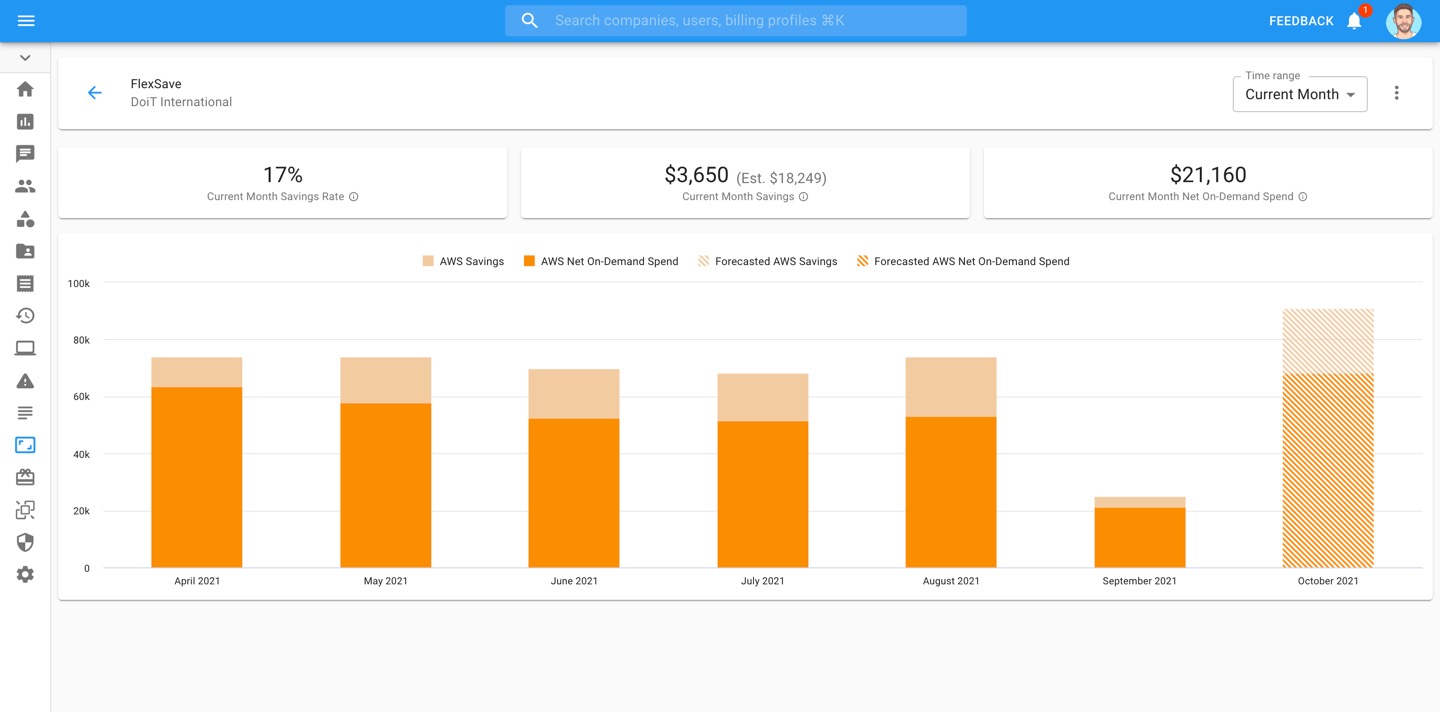 Search companies, users, billing profiles ⌘K
FEEDBACK
1
FlexSave
DoiT International
Time range
Current Month
17%
Current Month Savings Rate
$3,650 (Est. $18,249)
Current Month Savings
$21,160
Current Month Net On-Demand Spend
AWS Savings AWS Net On-Demand Spend Forecasted AWS Savings Forecasted AWS Net On-Demand Spend
100k
80k
60k
40k
20k
0
April 2021 May 2021 June 2021 July 2021 August 2021 September 2021 October 2021